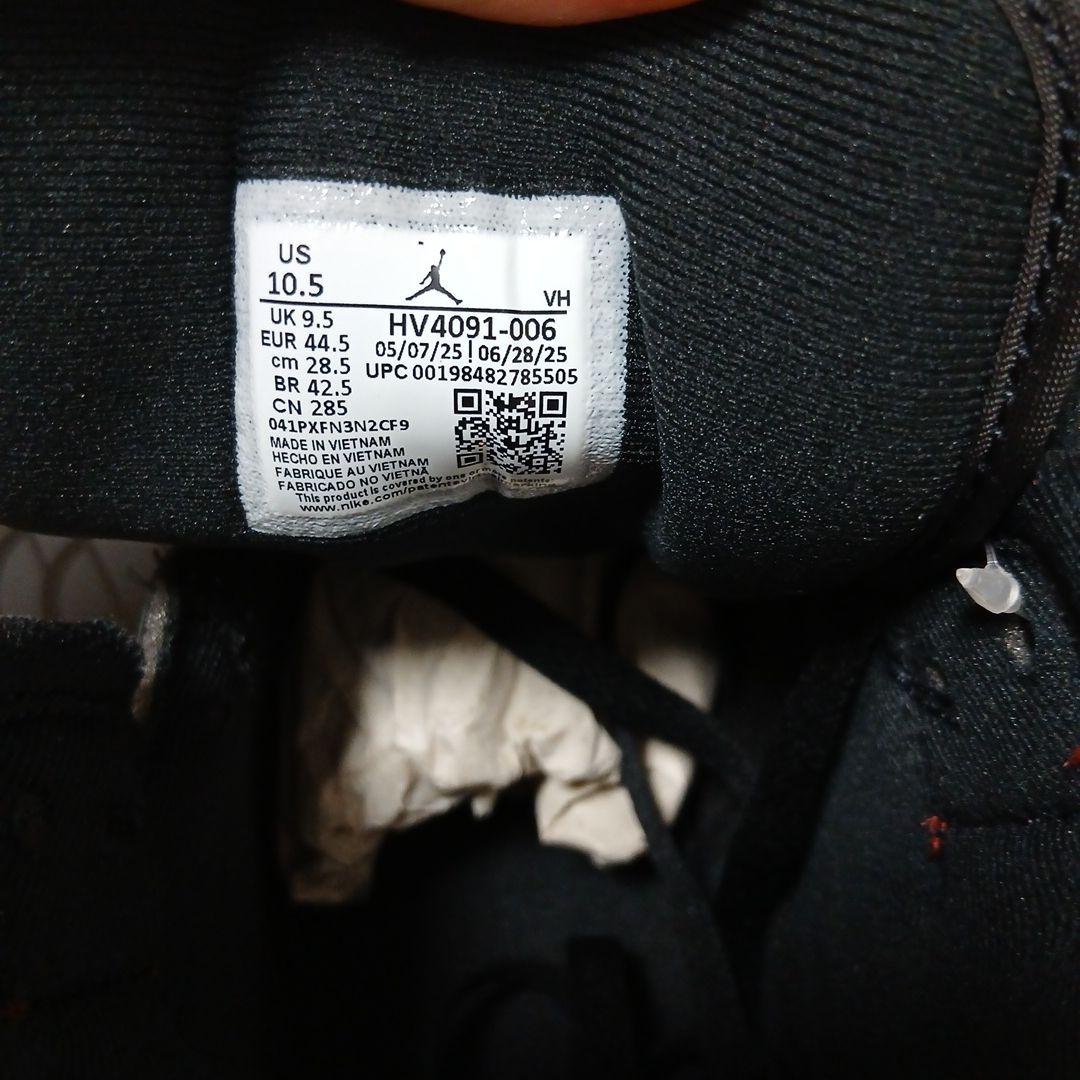 US
10.5
VH
UK 9.5
HV4091-006
EUR 44.5
05/07/25 | 06/28/25
cm 28.5
UPC 00198482785505
BR 42.5
CN 285
041PXFN3N2CF9
MADE IN VIETNAM
HECHO EN VIETNAM
FABRIQUE AU VIETNAM
FABRICADO NO VIETNÃ
This product is covered by one or more patents
www.nike.com/patents